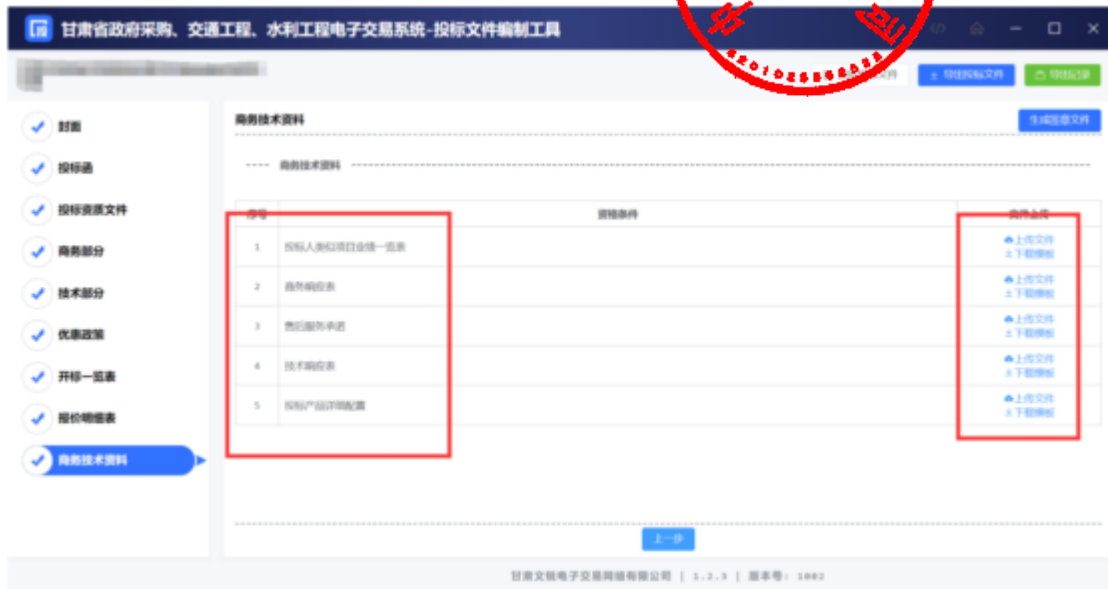 甘肃省政府采购、交通工程、水利工程电子交易系统-投标文件编制工具
导出投标文件
导出记录
封面
投标函
投标资质文件
商务部分
技术部分
优惠政策
开标一览表
报价明细表
商务技术资料
商务技术资料
生成签章文件
商务技术资料
序号 资格条件 文件上传
1 投标人类似项目业绩一览表 上传文件
下载模板
2 商务响应表 上传文件
下载模板
3 售后服务承诺 上传文件
下载模板
4 技术响应表 上传文件
下载模板
5 投标产品详细配置 上传文件
下载模板
上一步
甘肃文锐电子交易网络有限公司 | 1.2.3 | 版本号: 1002